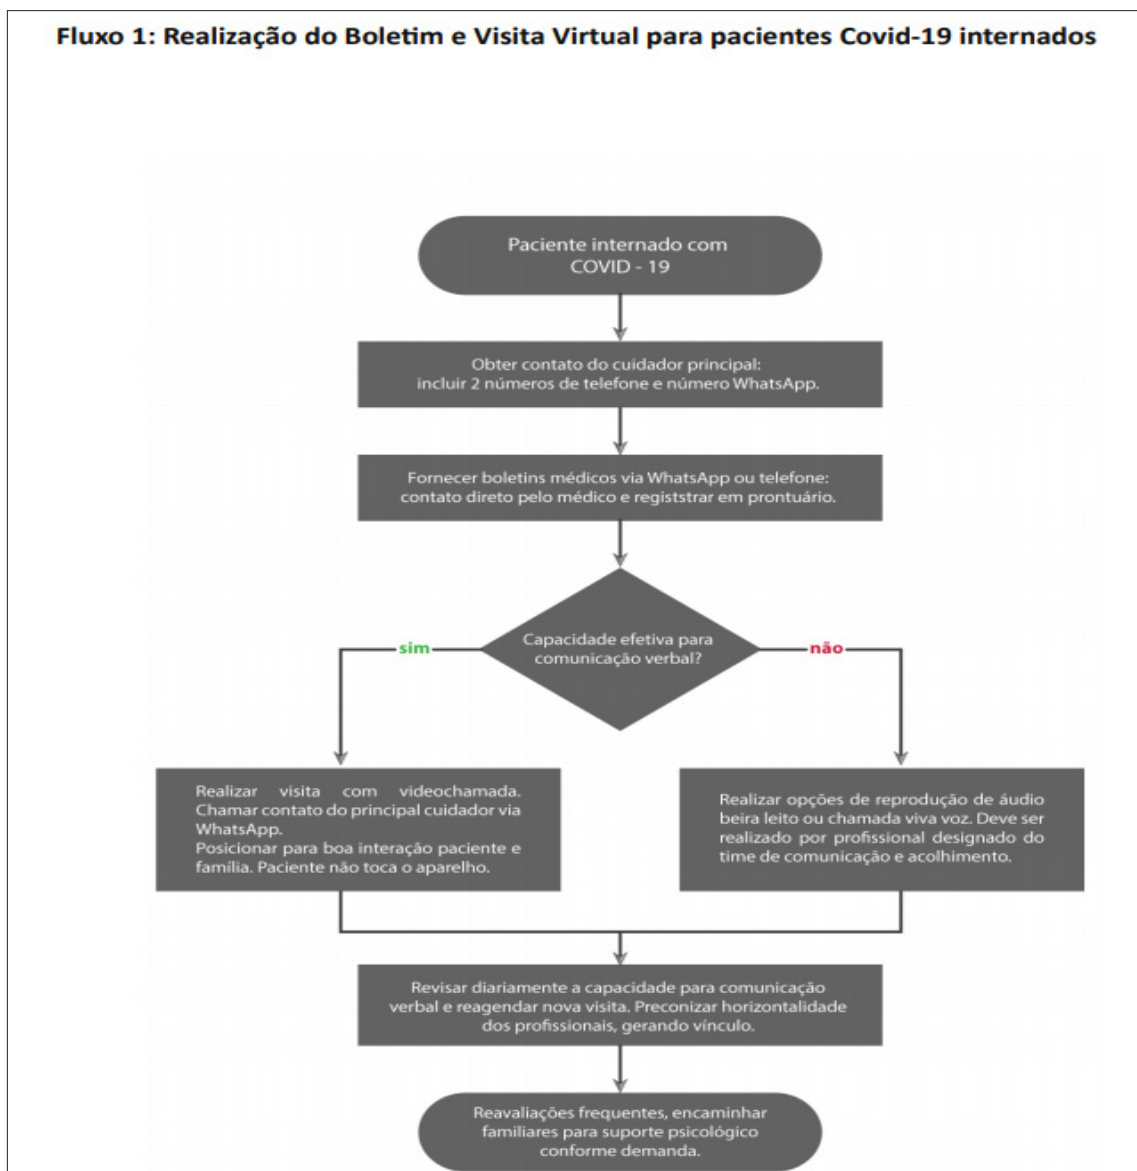 Fluxo 1: Realização do Boletim e Visita Virtual para pacientes Covid-19 internados
Paciente internado com
COVID - 19
Obter contato do cuidador principal:
incluir 2 números de telefone e número WhatsApp.
Fornecer boletins médicos via WhatsApp ou telefone:
contato direto pelo médico e registstrar em prontuário.
Capacidade efetiva para
comunicação verbal?
sim
não
Realizar visita com videochamada.
Chamar contato do principal cuidador via
WhatsApp.
Posicionar para boa interação paciente e
família. Paciente não toca o aparelho.
Realizar opções de reprodução de áudio
beira leito ou chamada viva voz. Deve ser
realizado por profissional designado do
time de comunicação e acolhimento.
Revisar diariamente a capacidade para comunicação
verbal e reagendar nova visita. Preconizar horizontalidade
dos profissionais, gerando vínculo.
Reavaliações frequentes, encaminhar
familiares para suporte psicológico
conforme demanda.